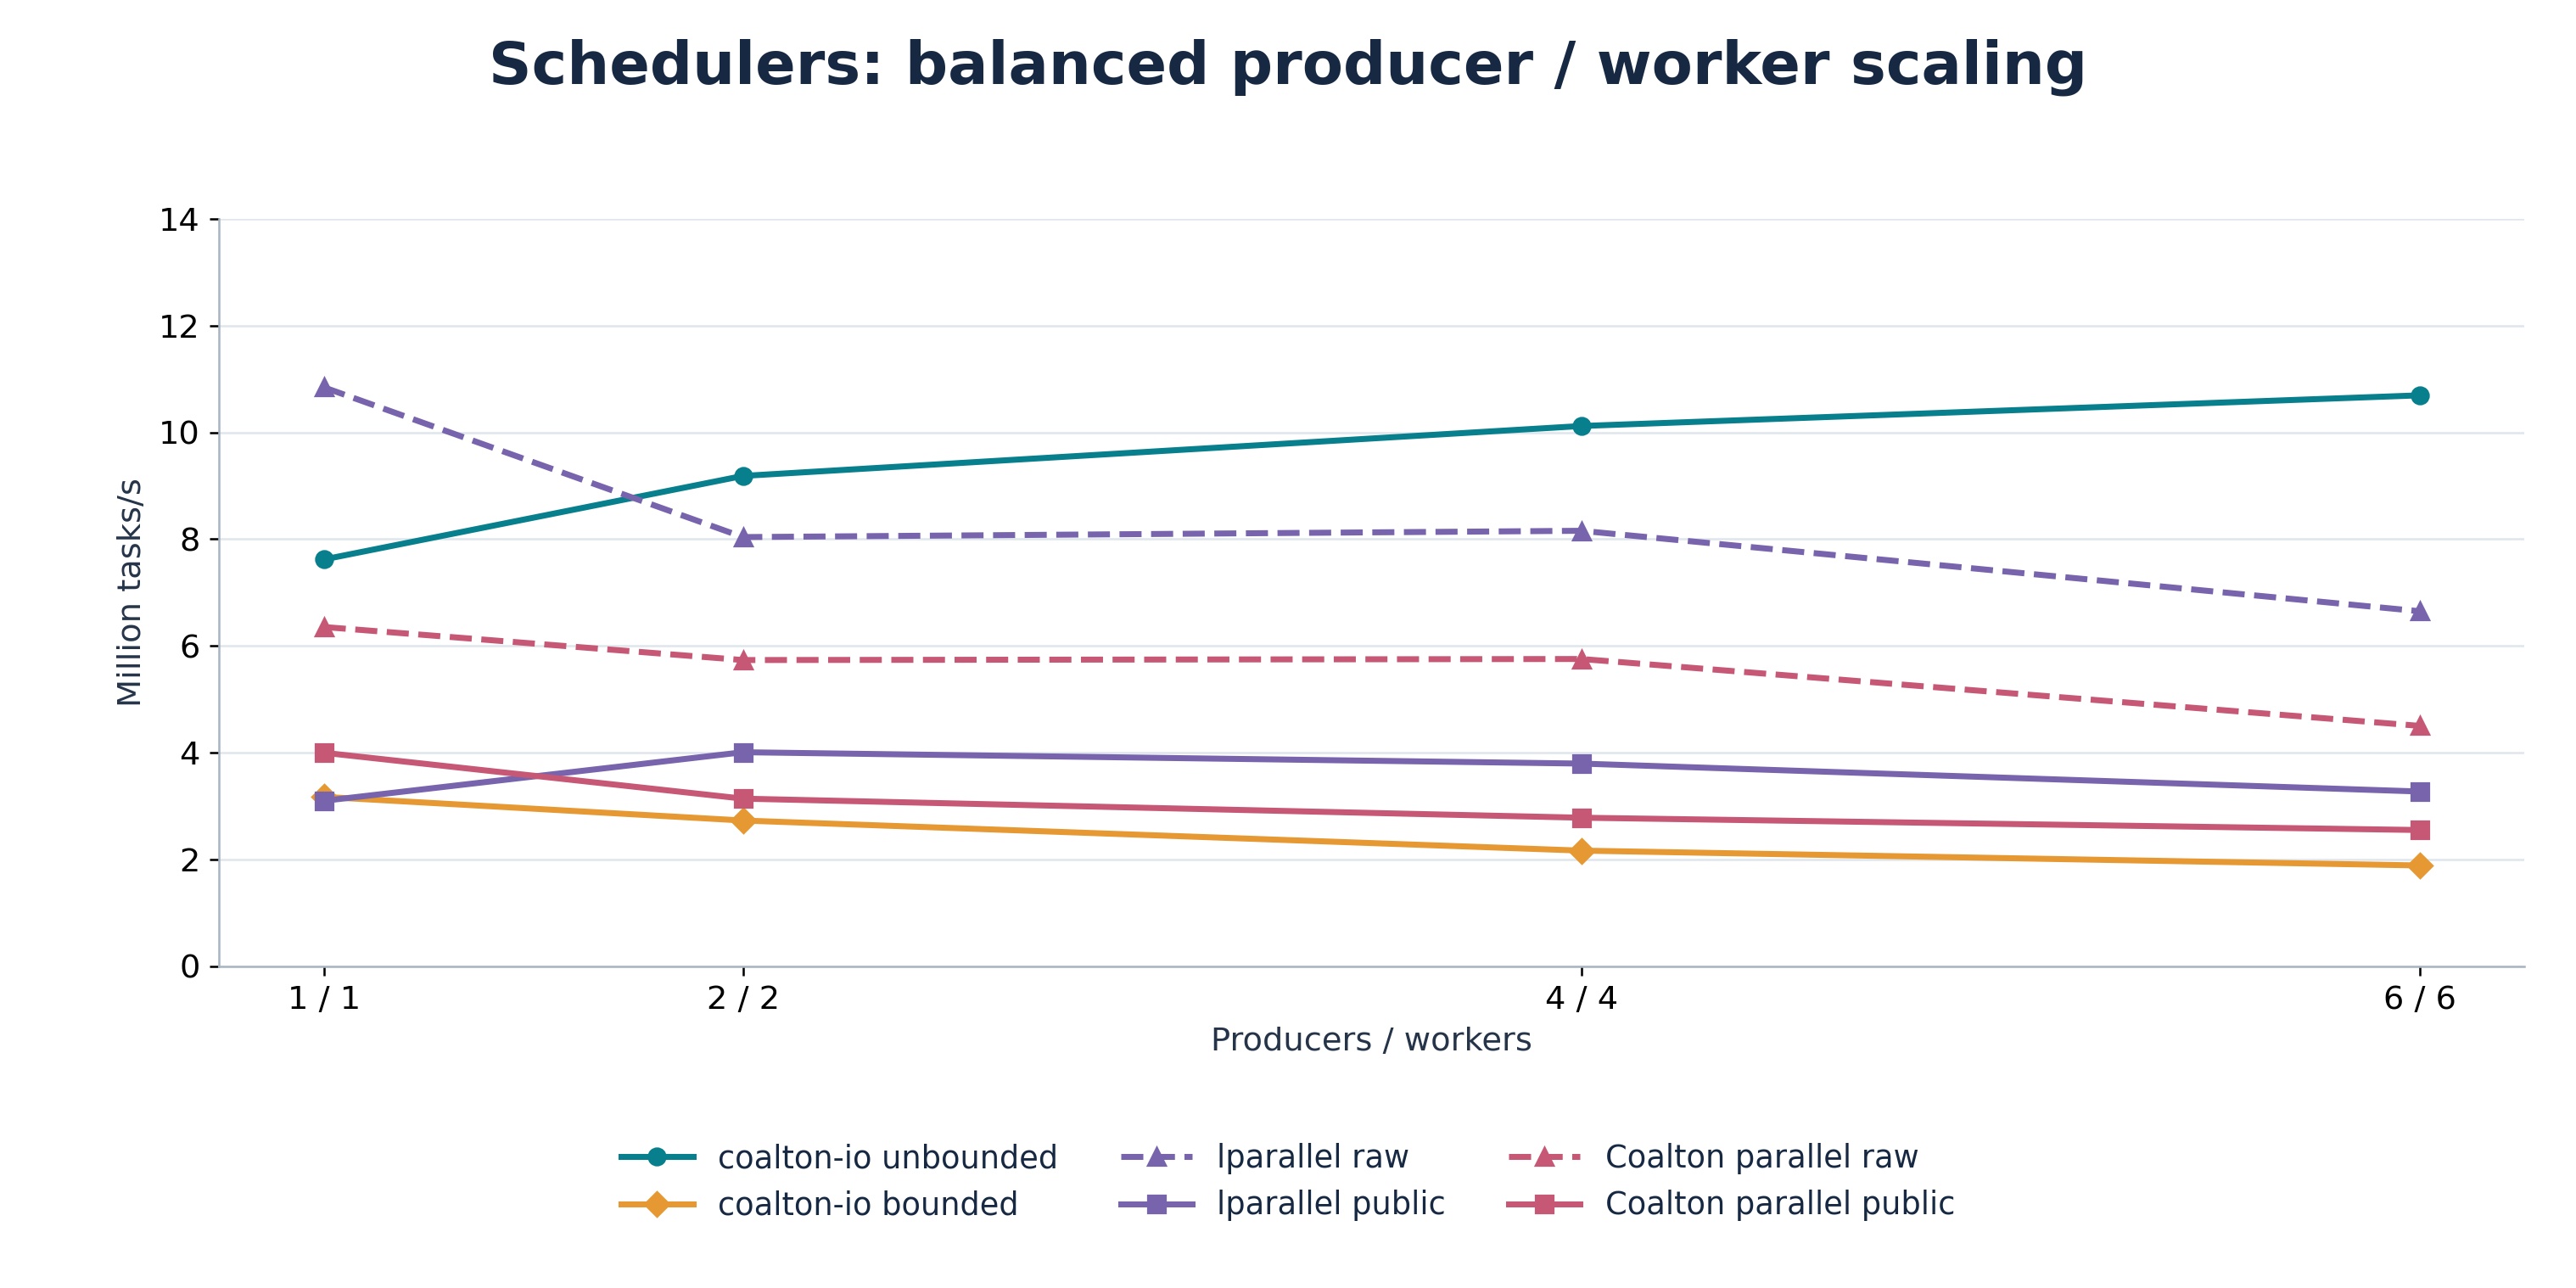 Schedulers: balanced producer / worker scaling
14
12
10
8
6
4
2
0
Million tasks/s
1 / 1
2 / 2
4 / 4
6 / 6
Producers / workers
coalton-io unbounded
lparallel raw
Coalton parallel raw
coalton-io bounded
lparallel public
Coalton parallel public